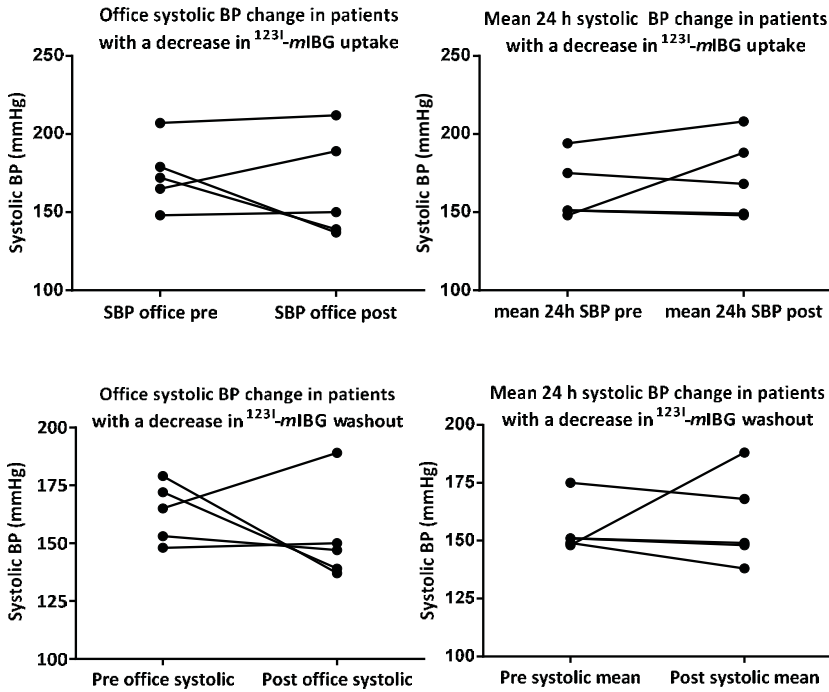 Office systolic BP change in patients
with a decrease in ¹²³ᴵ-mIBG uptake
250
200
150
100
Systolic BP (mmHg)
SBP office pre
SBP office post
Mean 24 h systolic BP change in patients
with a decrease in ¹²³ᴵ-mIBG uptake
250
200
150
100
Systolic BP (mmHg)
mean 24h SBP pre
mean 24h SBP post
Office systolic BP change in patients
with a decrease in ¹²³ᴵ-mIBG washout
200
175
150
125
100
Systolic BP (mmHg)
Pre office systolic
Post office systolic
Mean 24 h systolic BP change in patients
with a decrease in ¹²³ᴵ-mIBG washout
200
175
150
125
100
Systolic BP (mmHg)
Pre systolic mean
Post systolic mean